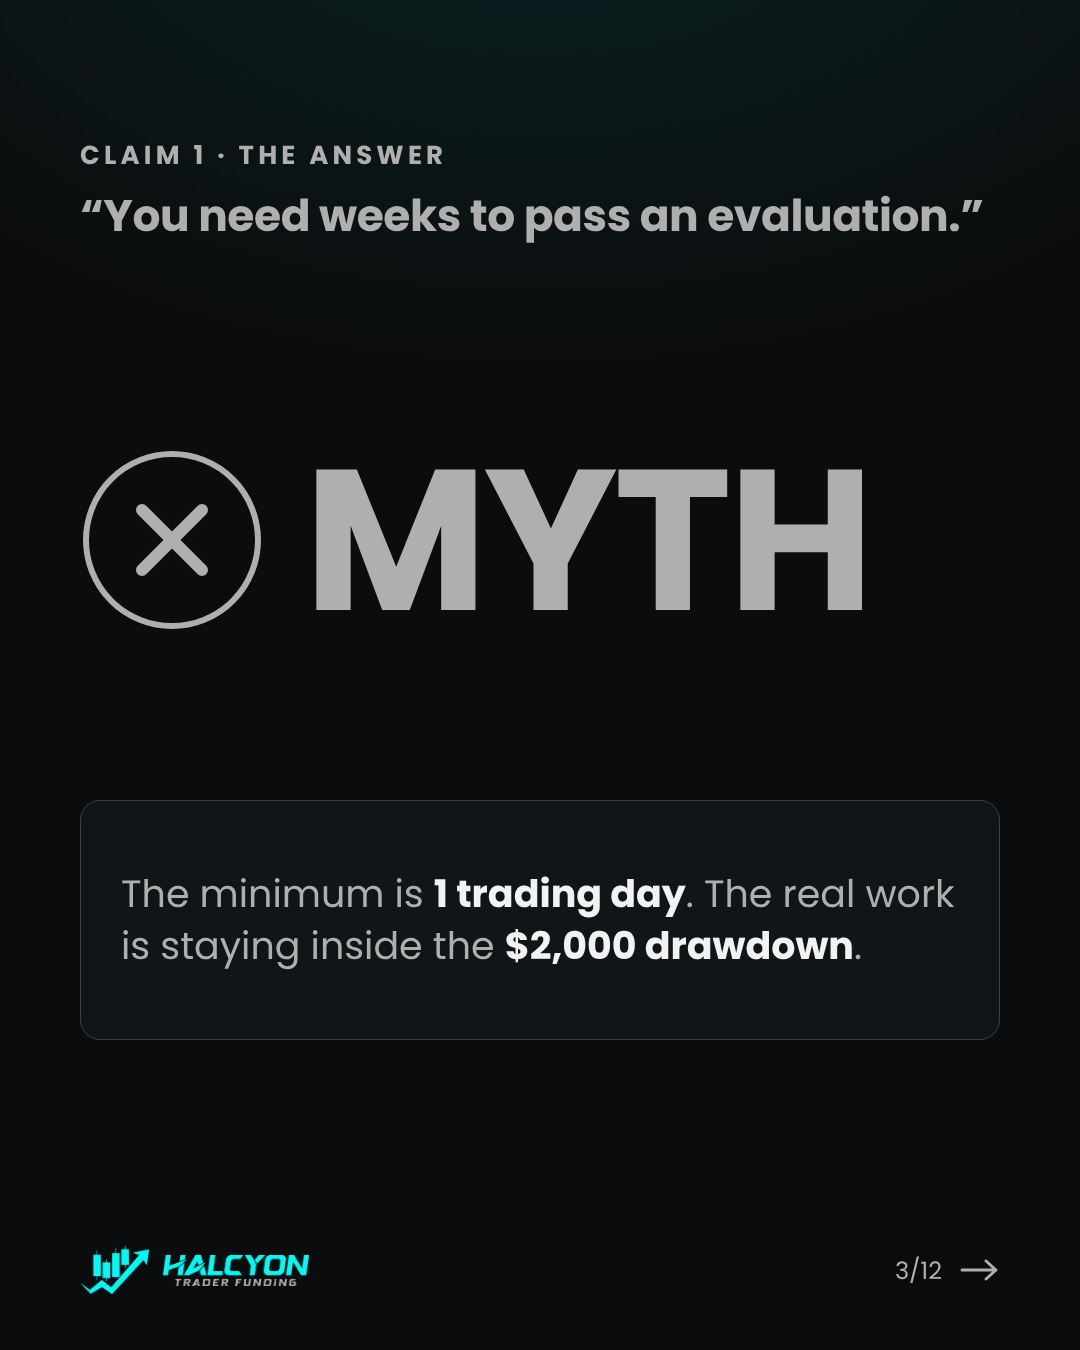 CLAIM 1 · THE ANSWER
“You need weeks to pass an evaluation.”
MYTH
The minimum is 1 trading day. The real work
is staying inside the $2,000 drawdown.
HALCYON
TRADER FUNDING
3/12